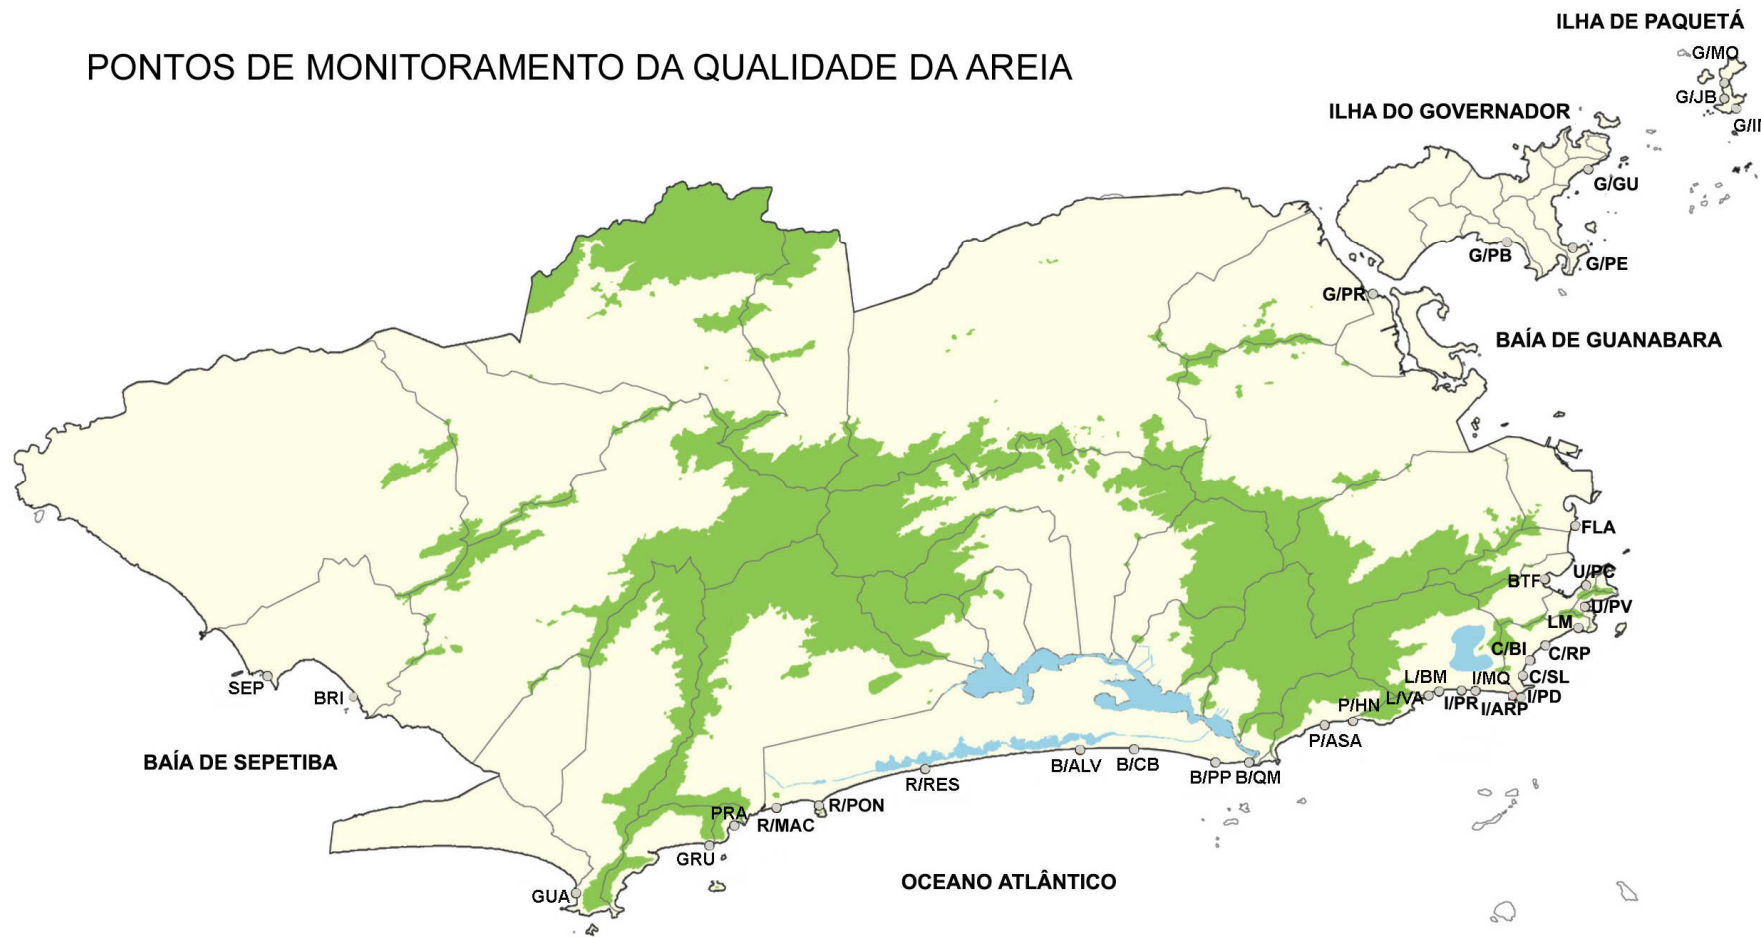 ILHA DE PAQUETÁ
G/MO
PONTOS DE MONITORAMENTO DA QUALIDADE DA AREIA
G/JB
ILHA DO GOVERNADOR
G/GU
G/PB
G/PE
G/PR
BAÍA DE GUANABARA
FLA
BTF
U/PC
U/PV
LM
C/BI
C/RP
C/SL
L/BM
I/MQ
SEP
BRI
L/VA
I/PR
I/ARP
I/PD
P/HN
P/ASA
BAÍA DE SEPETIBA
B/ALV
B/CB
B/PP
B/QM
R/RES
R/PON
PRA
R/MAC
GRU
OCEANO ATLÂNTICO
GUA